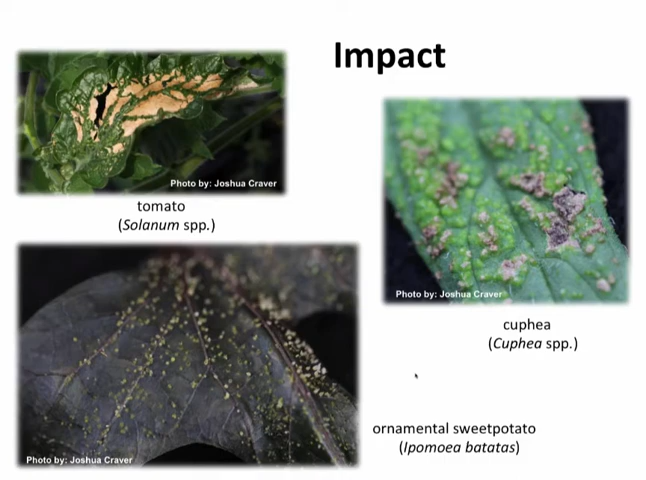 Impact
Photo by: Joshua Craver
tomato
(Solanum spp.)
Photo by: Joshua Craver
cuphea
(Cuphea spp.)
Photo by: Joshua Craver
ornamental sweetpotato
(Ipomoea batatas)